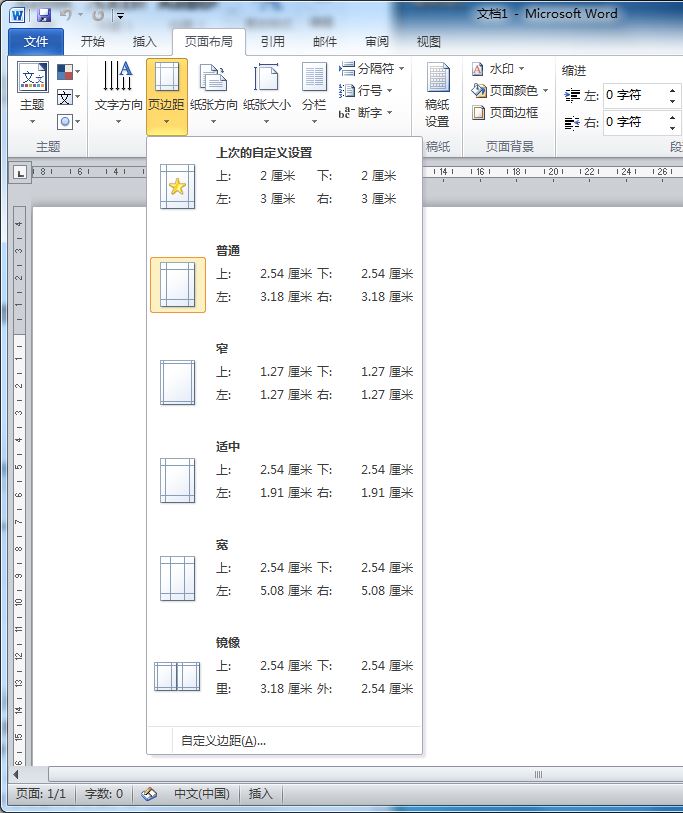 文档1 - Microsoft Word
文件 开始 插入 页面布局 引用 邮件 审阅 视图
主题 文字方向 页边距 纸张方向 纸张大小 分栏 分隔符 行号 断字 稿纸设置 水印 页面颜色 页面边框 缩进
左: 0 字符
右: 0 字符
主题 稿纸 页面背景 段
8 6 4 14 16 18 20 22 24 26
上次的自定义设置
上: 2 厘米 下: 2 厘米
左: 3 厘米 右: 3 厘米
普通
上: 2.54 厘米 下: 2.54 厘米
左: 3.18 厘米 右: 3.18 厘米
窄
上: 1.27 厘米 下: 1.27 厘米
左: 1.27 厘米 右: 1.27 厘米
适中
上: 2.54 厘米 下: 2.54 厘米
左: 1.91 厘米 右: 1.91 厘米
宽
上: 2.54 厘米 下: 2.54 厘米
左: 5.08 厘米 右: 5.08 厘米
镜像
上: 2.54 厘米 下: 2.54 厘米
里: 3.18 厘米 外: 2.54 厘米
自定义边距(A)...
页面: 1/1 字数: 0 中文(中国) 插入